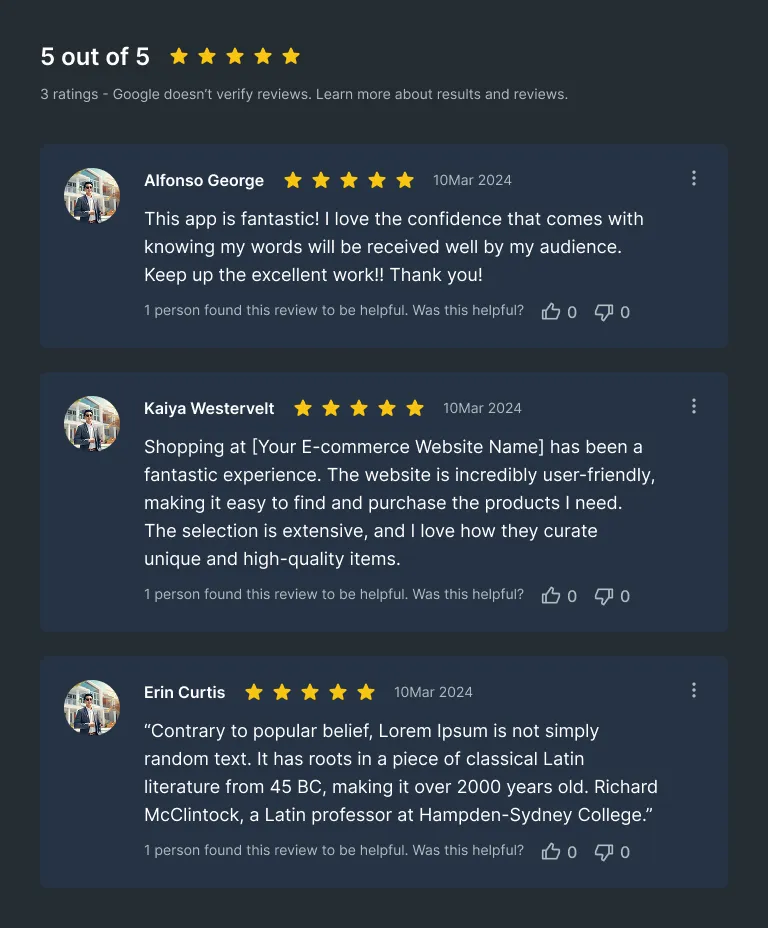 5 out of 5
3 ratings - Google doesn’t verify reviews. Learn more about results and reviews.
Alfonso George 10Mar 2024
This app is fantastic! I love the confidence that comes with
knowing my words will be received well by my audience.
Keep up the excellent work!! Thank you!
1 person found this review to be helpful. Was this helpful? 0 0
Kaiya Westervelt 10Mar 2024
Shopping at [Your E-commerce Website Name] has been a
fantastic experience. The website is incredibly user-friendly,
making it easy to find and purchase the products I need.
The selection is extensive, and I love how they curate
unique and high-quality items.
1 person found this review to be helpful. Was this helpful? 0 0
Erin Curtis 10Mar 2024
“Contrary to popular belief, Lorem Ipsum is not simply
random text. It has roots in a piece of classical Latin
literature from 45 BC, making it over 2000 years old. Richard
McClintock, a Latin professor at Hampden-Sydney College.”
1 person found this review to be helpful. Was this helpful? 0 0